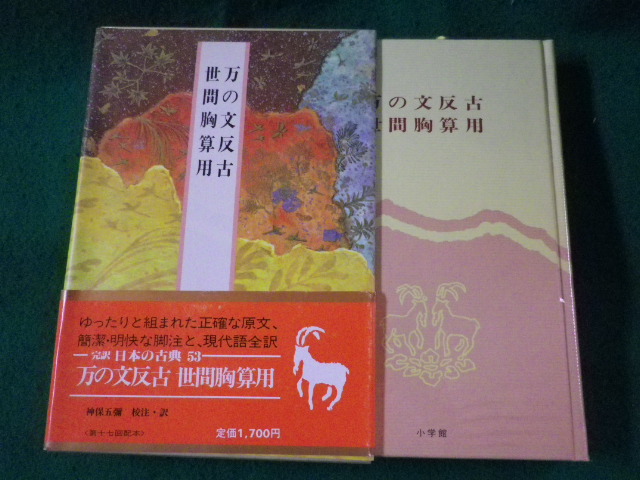 万の文反古
世間胸算用
ゆったりと組まれた正確な原文、
簡潔・明快な脚注と、現代語全訳
完訳 日本の古典 53
万の文反古 世間胸算用
神保五彌 校注・訳
〈第十七回配本〉
定価1,700円
万の文反古
世間胸算用
小学館